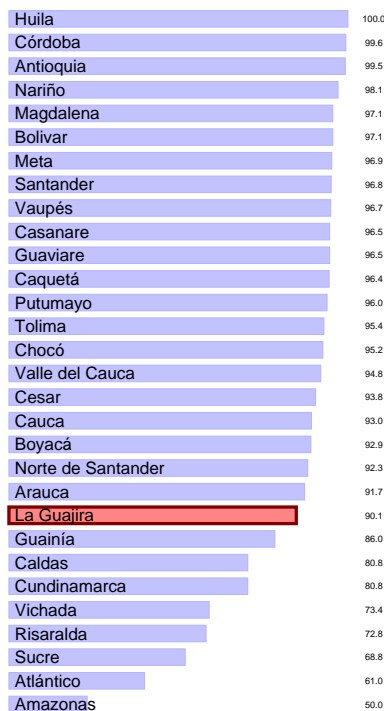 Huila 100.0
Córdoba 99.6
Antioquia 99.5
Nariño 98.1
Magdalena 97.1
Bolivar 97.1
Meta 96.9
Santander 96.8
Vaupés 96.7
Casanare 96.5
Guaviare 96.5
Caquetá 96.4
Putumayo 96.0
Tolima 95.4
Chocó 95.2
Valle del Cauca 94.8
Cesar 93.8
Cauca 93.0
Boyacá 92.9
Norte de Santander 92.3
Arauca 91.7
La Guajira 90.1
Guainía 86.0
Caldas 80.8
Cundinamarca 80.8
Vichada 73.4
Risaralda 72.8
Sucre 68.8
Atlántico 61.0
Amazonas 50.0